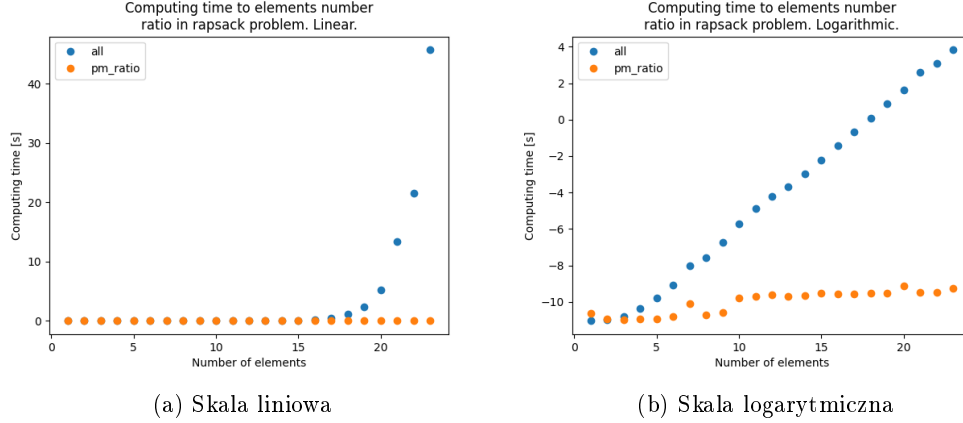 Computing time to elements number
ratio in rapsack problem. Linear.
all
pm_ratio
Computing time [s]
40
30
20
10
0
0
5
10
15
20
Number of elements
(a) Skala liniowa
Computing time to elements number
ratio in rapsack problem. Logarithmic.
all
pm_ratio
Computing time [s]
4
2
0
−2
−4
−6
−8
−10
0
5
10
15
20
Number of elements
(b) Skala logarytmiczna